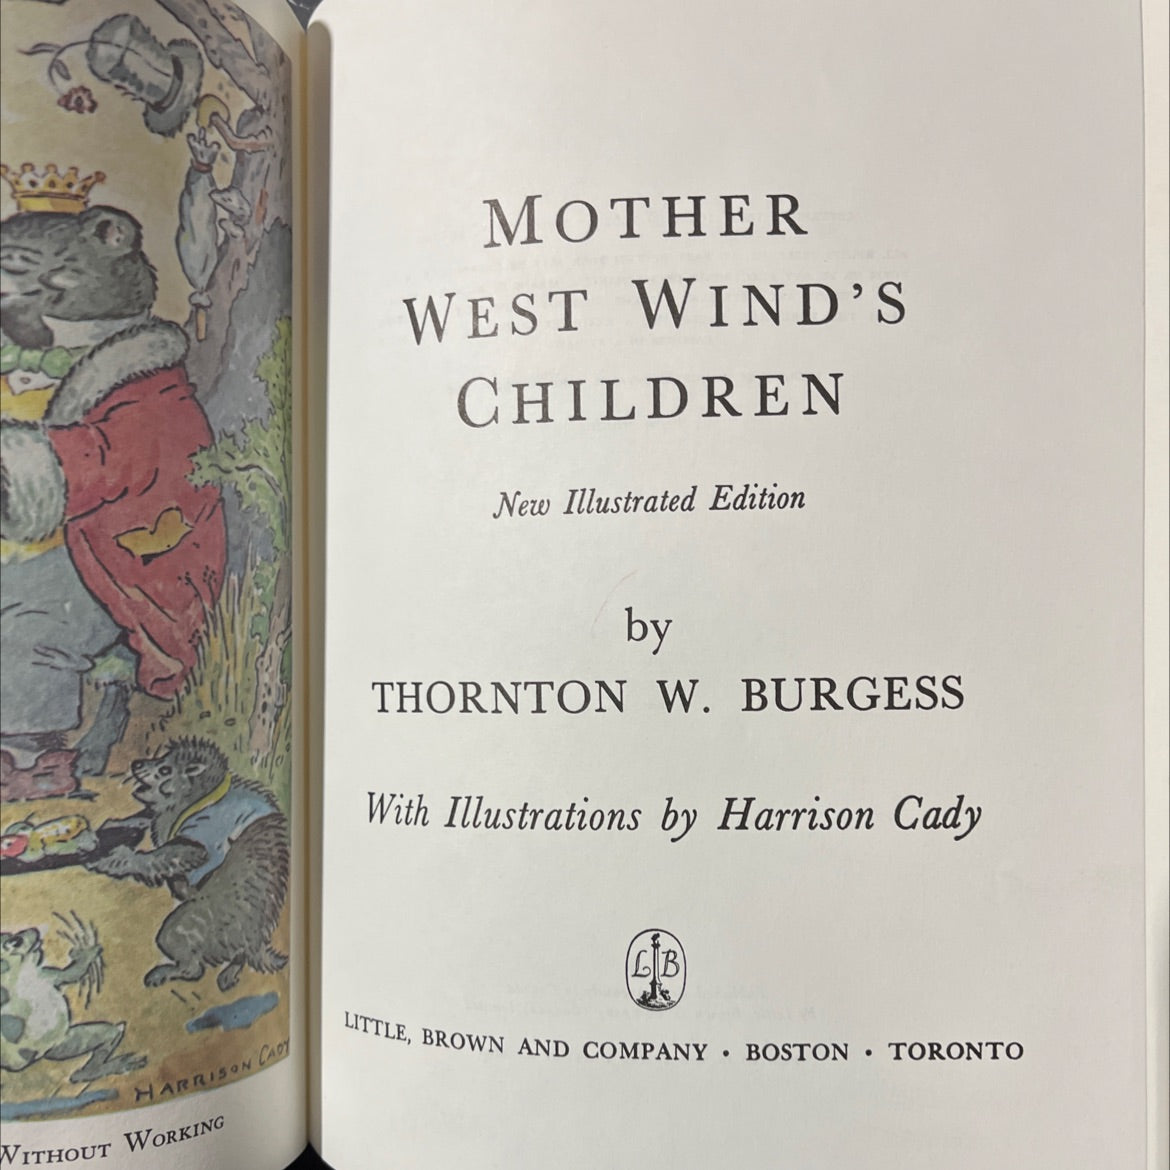 HARRISON CADY
WITHOUT WORKING
MOTHER
WEST WIND'S
CHILDREN
New Illustrated Edition
by
THORNTON W. BURGESS
With Illustrations by Harrison Cady
L B
LITTLE, BROWN AND COMPANY • BOSTON • TORONTO